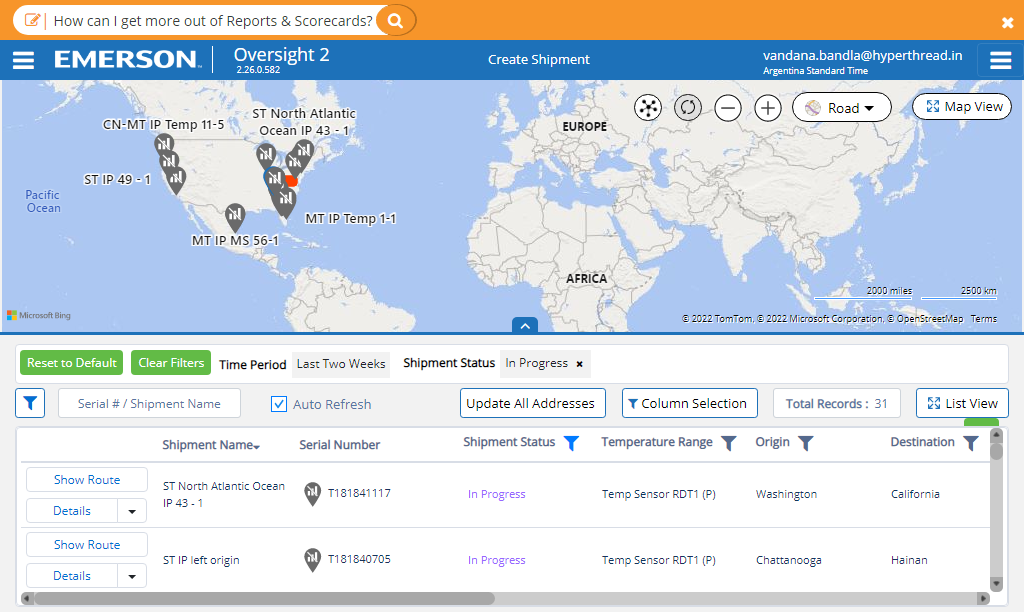 How can I get more out of Reports & Scorecards?
EMERSON
Oversight 2
2.26.0.582
Create Shipment
vandana.bandla@hyperthread.in
Argentina Standard Time
CN-MT IP Temp 11-5
ST North Atlantic
Ocean IP 43 - 1
ST IP 49 - 1
Pacific
Ocean
MT IP Temp 1-1
MT IP MS 56-1
EUROPE
AFRICA
Road
Map View
2000 miles
2500 km
Microsoft Bing
© 2022 TomTom, © 2022 Microsoft Corporation, © OpenStreetMap Terms
Reset to Default
Clear Filters
Time Period
Last Two Weeks
Shipment Status
In Progress ×
Serial # / Shipment Name
Auto Refresh
Update All Addresses
Column Selection
Total Records : 31
List View
Shipment Name
Serial Number
Shipment Status
Temperature Range
Origin
Destination
Show Route
Details
ST North Atlantic Ocean
IP 43 - 1
T181841117
In Progress
Temp Sensor RDT1 (P)
Washington
California
Show Route
Details
ST IP left origin
T181840705
In Progress
Temp Sensor RDT1 (P)
Chattanooga
Hainan